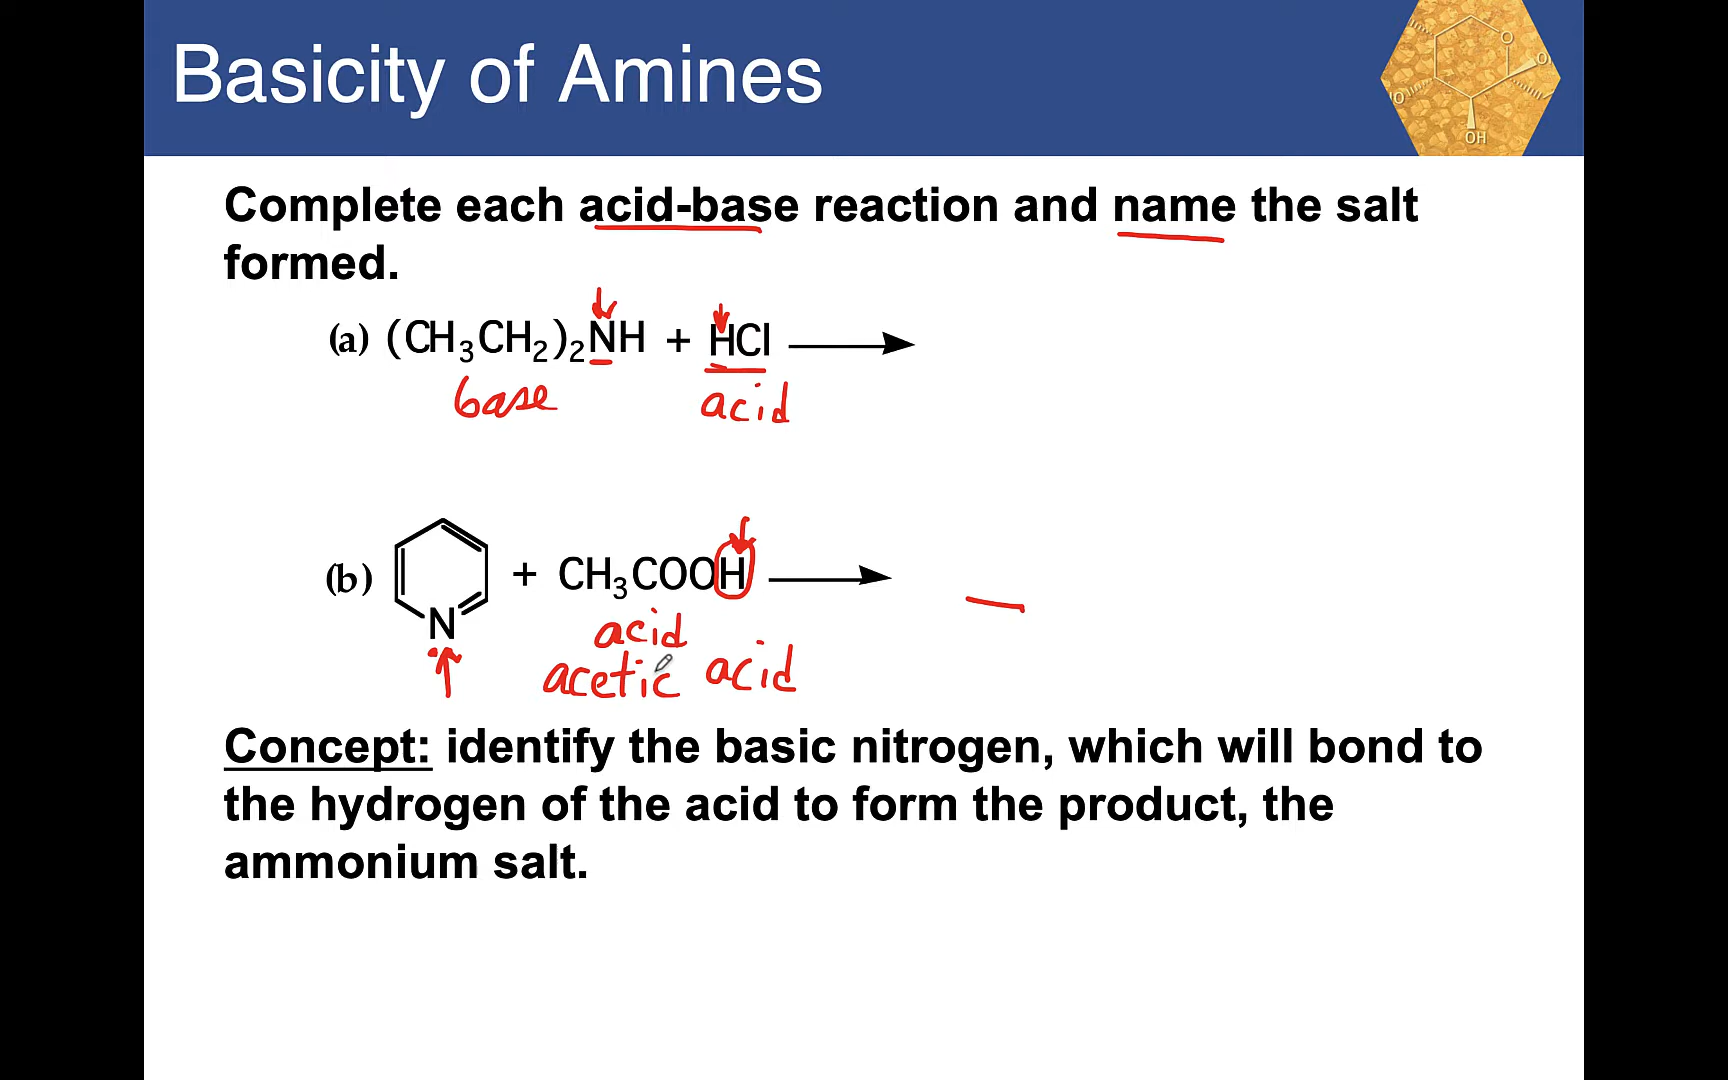 Basicity of Amines
O
O
O
OH
Complete each acid-base reaction and name the salt
formed.
(a) (CH₃CH₂)₂NH + HCl
base acid
(b) N + CH₃COOH
acid
acetic acid
Concept: identify the basic nitrogen, which will bond to
the hydrogen of the acid to form the product, the
ammonium salt.